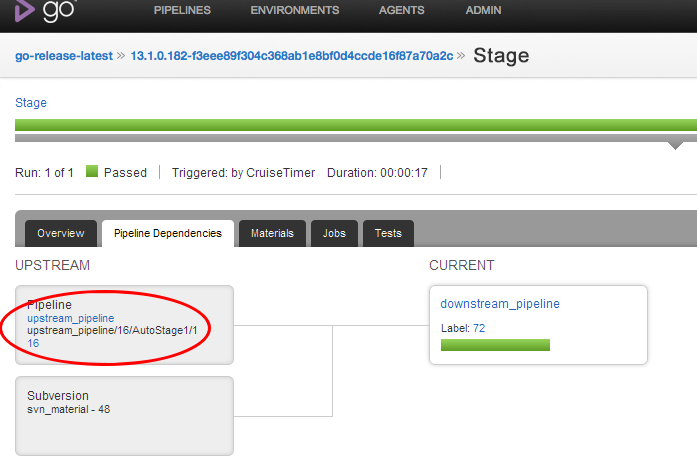 go
PIPELINES ENVIRONMENTS AGENTS ADMIN
go-release-latest » 13.1.0.182-f3eee89f304c368ab1e8bf0d4ccde16f87a70a2c » Stage
Stage
Run: 1 of 1 Passed Triggered: by CruiseTimer Duration: 00:00:17
Overview Pipeline Dependencies Materials Jobs Tests
UPSTREAM CURRENT
Pipeline
upstream_pipeline
upstream_pipeline/16/AutoStage1/1
16
downstream_pipeline
Label: 72
Subversion
svn_material - 48